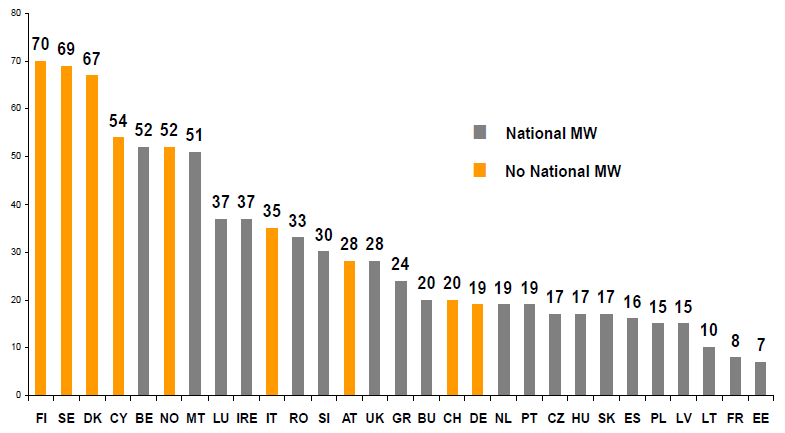 80
70
60
50
40
30
20
10
0
70 69 67 54 52 52 51 37 37 35 33 30 28 28 24 20 20 19 19 19 17 17 17 16 15 15 10 8 7
National MW
No National MW
FI SE DK CY BE NO MT LU IRE IT RO SI AT UK GR BU CH DE NL PT CZ HU SK ES PL LV LT FR EE